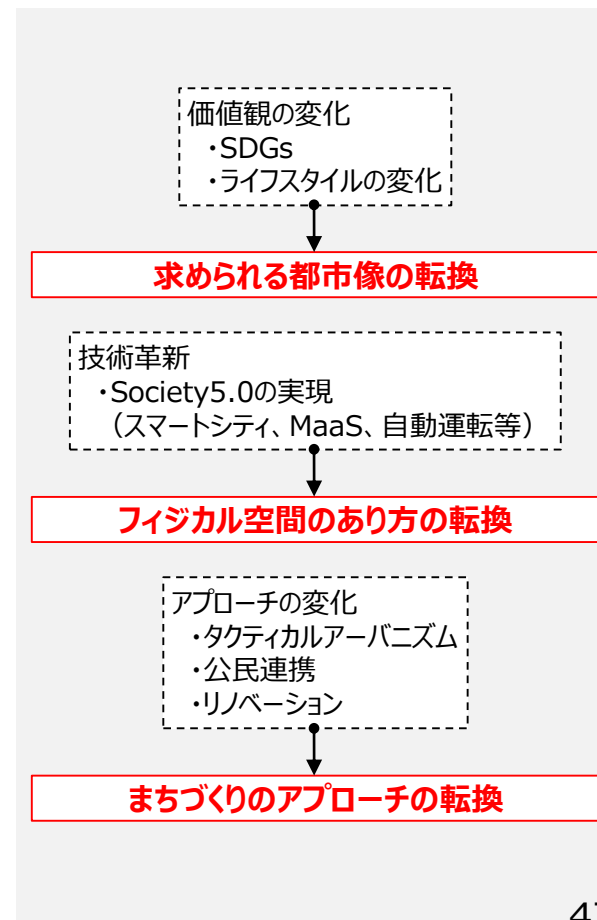 価値観の変化
・SDGs
・ライフスタイルの変化
求められる都市像の転換
技術革新
・Society5.0の実現
（スマートシティ、MaaS、自動運転等）
フィジカル空間のあり方の転換
アプローチの変化
・タクティカルアーバニズム
・公民連携
・リノベーション
まちづくりのアプローチの転換